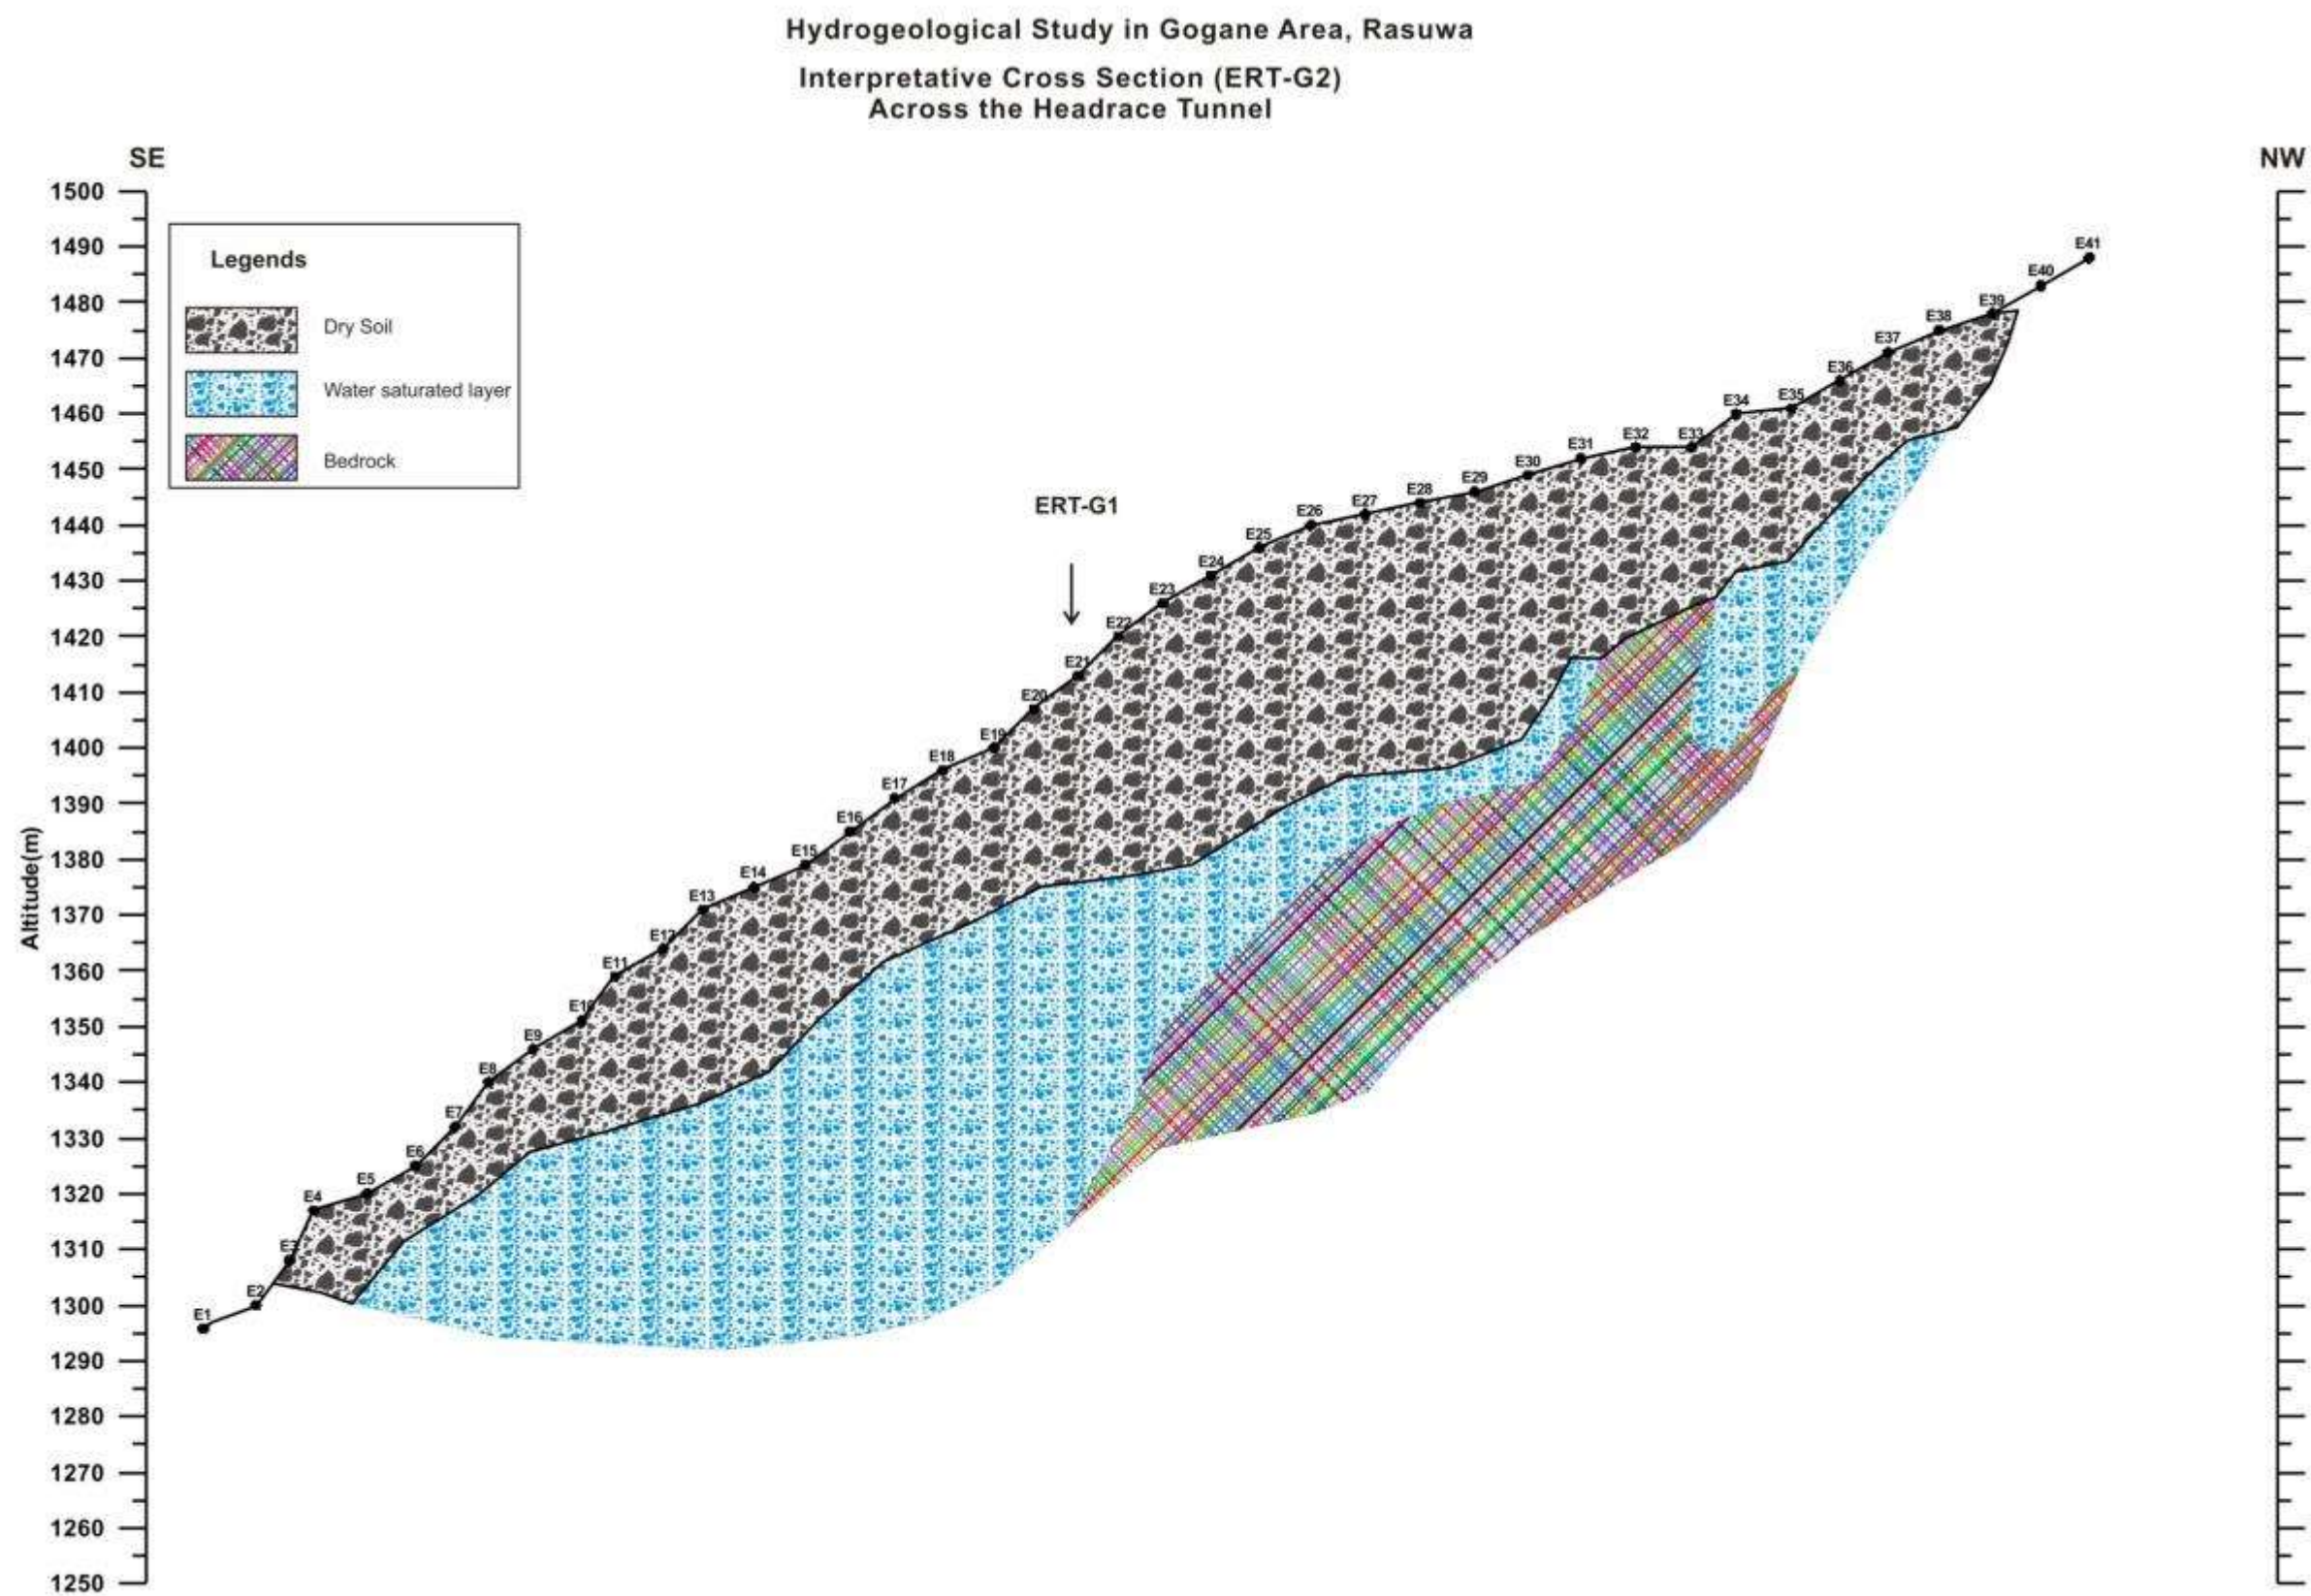 Hydrogeological Study in Gogane Area, Rasuwa
Interpretative Cross Section (ERT-G2)
Across the Headrace Tunnel
SE
NW
Legends
Dry Soil
Water saturated layer
Bedrock
ERT-G1
Altitude(m)
1500
1490
1480
1470
1460
1450
1440
1430
1420
1410
1400
1390
1380
1370
1360
1350
1340
1330
1320
1310
1300
1290
1280
1270
1260
1250
E1
E2
E3
E4
E5
E6
E7
E8
E9
E10
E11
E12
E13
E14
E15
E16
E17
E18
E19
E20
E21
E22
E23
E24
E25
E26
E27
E28
E29
E30
E31
E32
E33
E34
E35
E36
E37
E38
E39
E40
E41